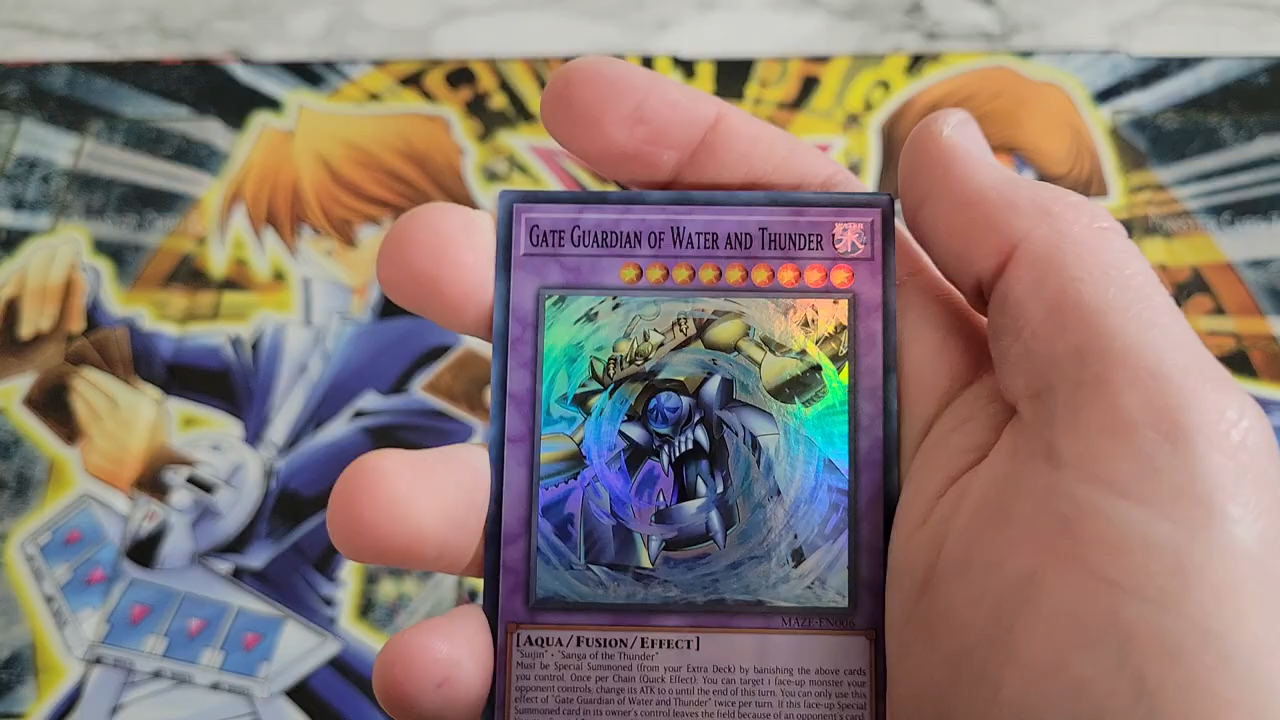 GATE GUARDIAN OF WATER AND THUNDER
WATER
水
MAZE-EN006
[AQUA/FUSION/EFFECT]
"Suijin" • "Sanga of the Thunder"
Must be Special Summoned (from your Extra Deck) by banishing the above cards
you control. Once per Chain (Quick Effect): You can target 1 face-up monster your
opponent controls; change its ATK to 0 until the end of this turn. You can only use this
effect of "Gate Guardian of Water and Thunder" twice per turn. If this face-up Special
Summoned card in its owner's control leaves the field because of an opponent's card,